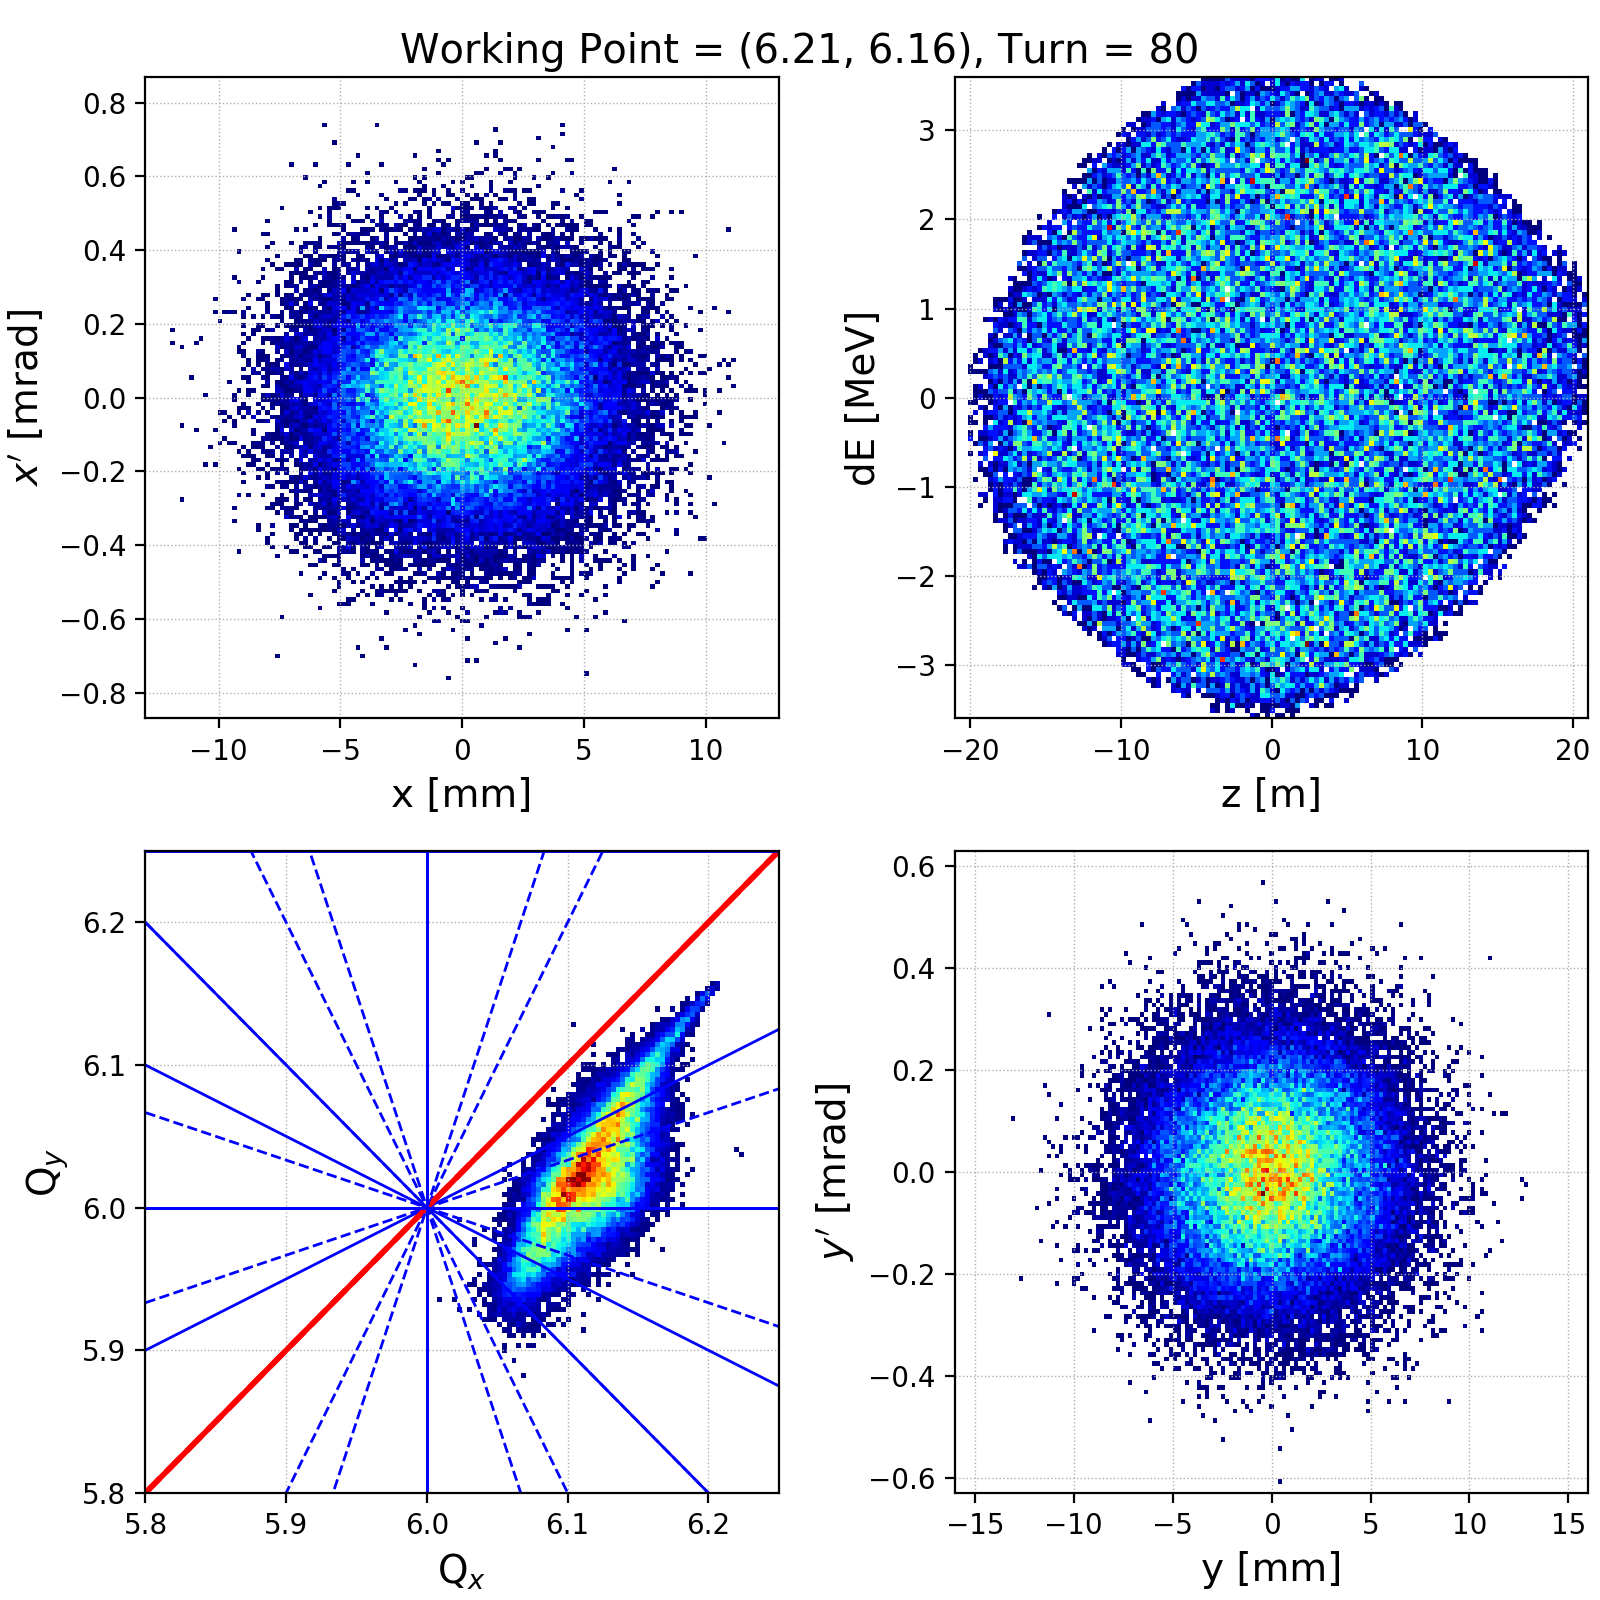 Working Point = (6.21, 6.16), Turn = 80
0.8
0.6
0.4
0.2
0.0
−0.2
−0.4
−0.6
−0.8
x′ [mrad]
−10 −5 0 5 10
x [mm]
3
2
1
0
−1
−2
−3
dE [MeV]
−20 −10 0 10 20
z [m]
6.2
6.1
6.0
5.9
5.8
Qy
5.8 5.9 6.0 6.1 6.2
Qx
0.6
0.4
0.2
0.0
−0.2
−0.4
−0.6
y′ [mrad]
−15 −10 −5 0 5 10 15
y [mm]